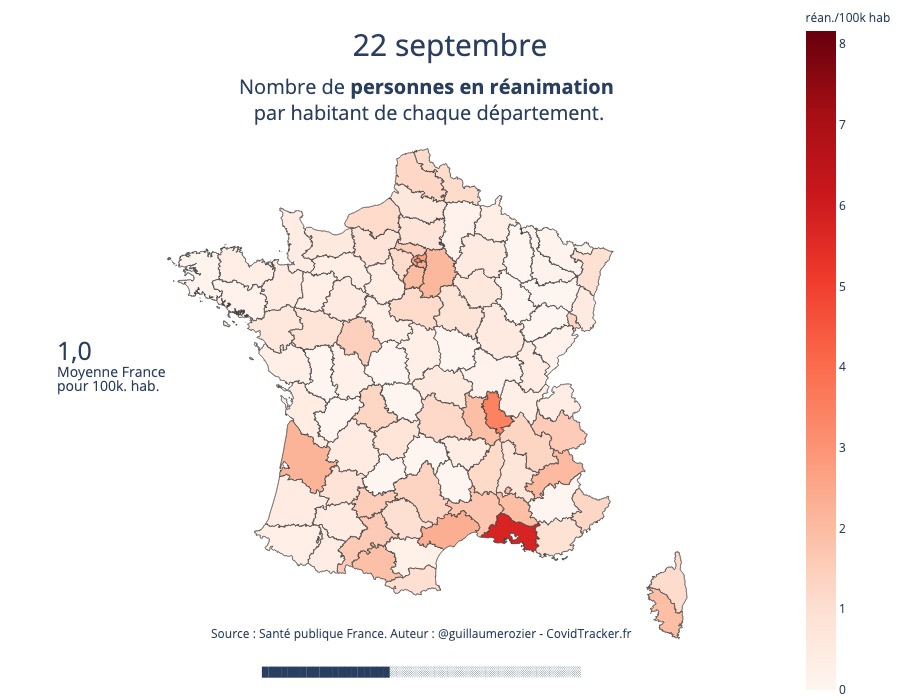 réan./100k hab
22 septembre
Nombre de personnes en réanimation
par habitant de chaque département.
8
7
6
5
4
3
2
1
0
1,0
Moyenne France
pour 100k. hab.
Source : Santé publique France. Auteur : @guillaumerozier - CovidTracker.fr